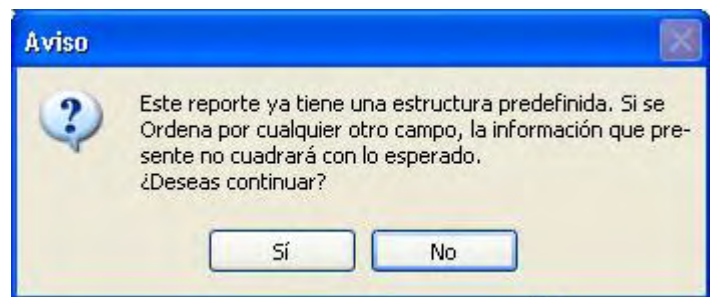 Aviso
Este reporte ya tiene una estructura predefinida. Si se
Ordena por cualquier otro campo, la información que pre-
sente no cuadrará con lo esperado.
¿Deseas continuar?
Sí No